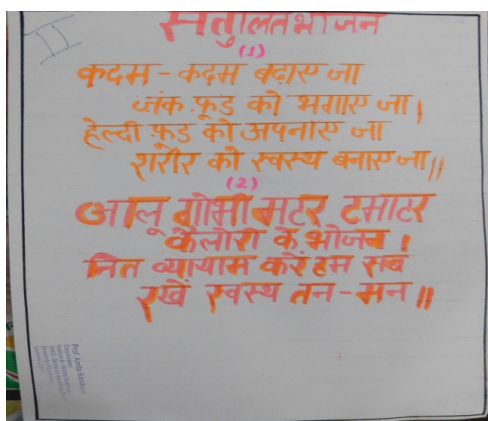 संतुलित भोजन
(1)
कदम - कदम बढ़ाए जा
जंक फूड को भगाए जा।
हेल्दी फूड को अपनाए जा
शरीर को स्वस्थ बनाए जा॥
(2)
आलू गोभी मटर टमाटर
कैलोरी के भोजन।
नित व्यायाम करें हम सब
रखें स्वस्थ तन - मन॥